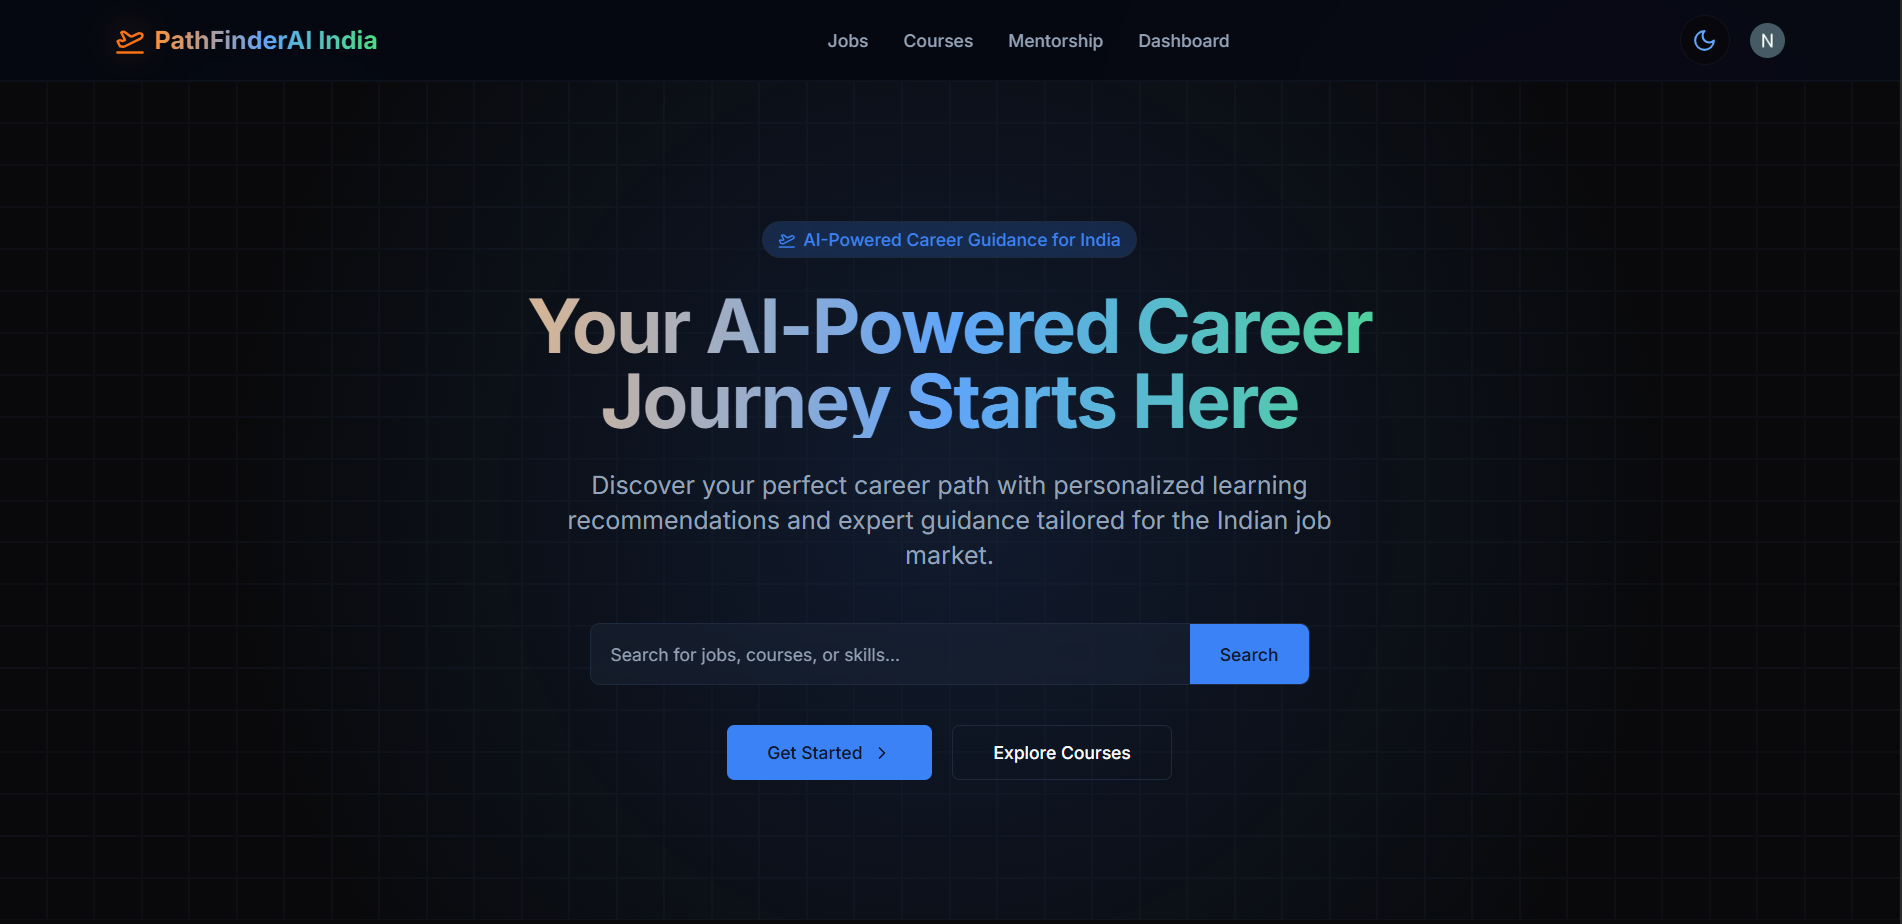 PathFinderAI India
Jobs
Courses
Mentorship
Dashboard
N
AI-Powered Career Guidance for India
Your AI-Powered Career
Journey Starts Here
Discover your perfect career path with personalized learning
recommendations and expert guidance tailored for the Indian job
market.
Search for jobs, courses, or skills...
Search
Get Started
Explore Courses